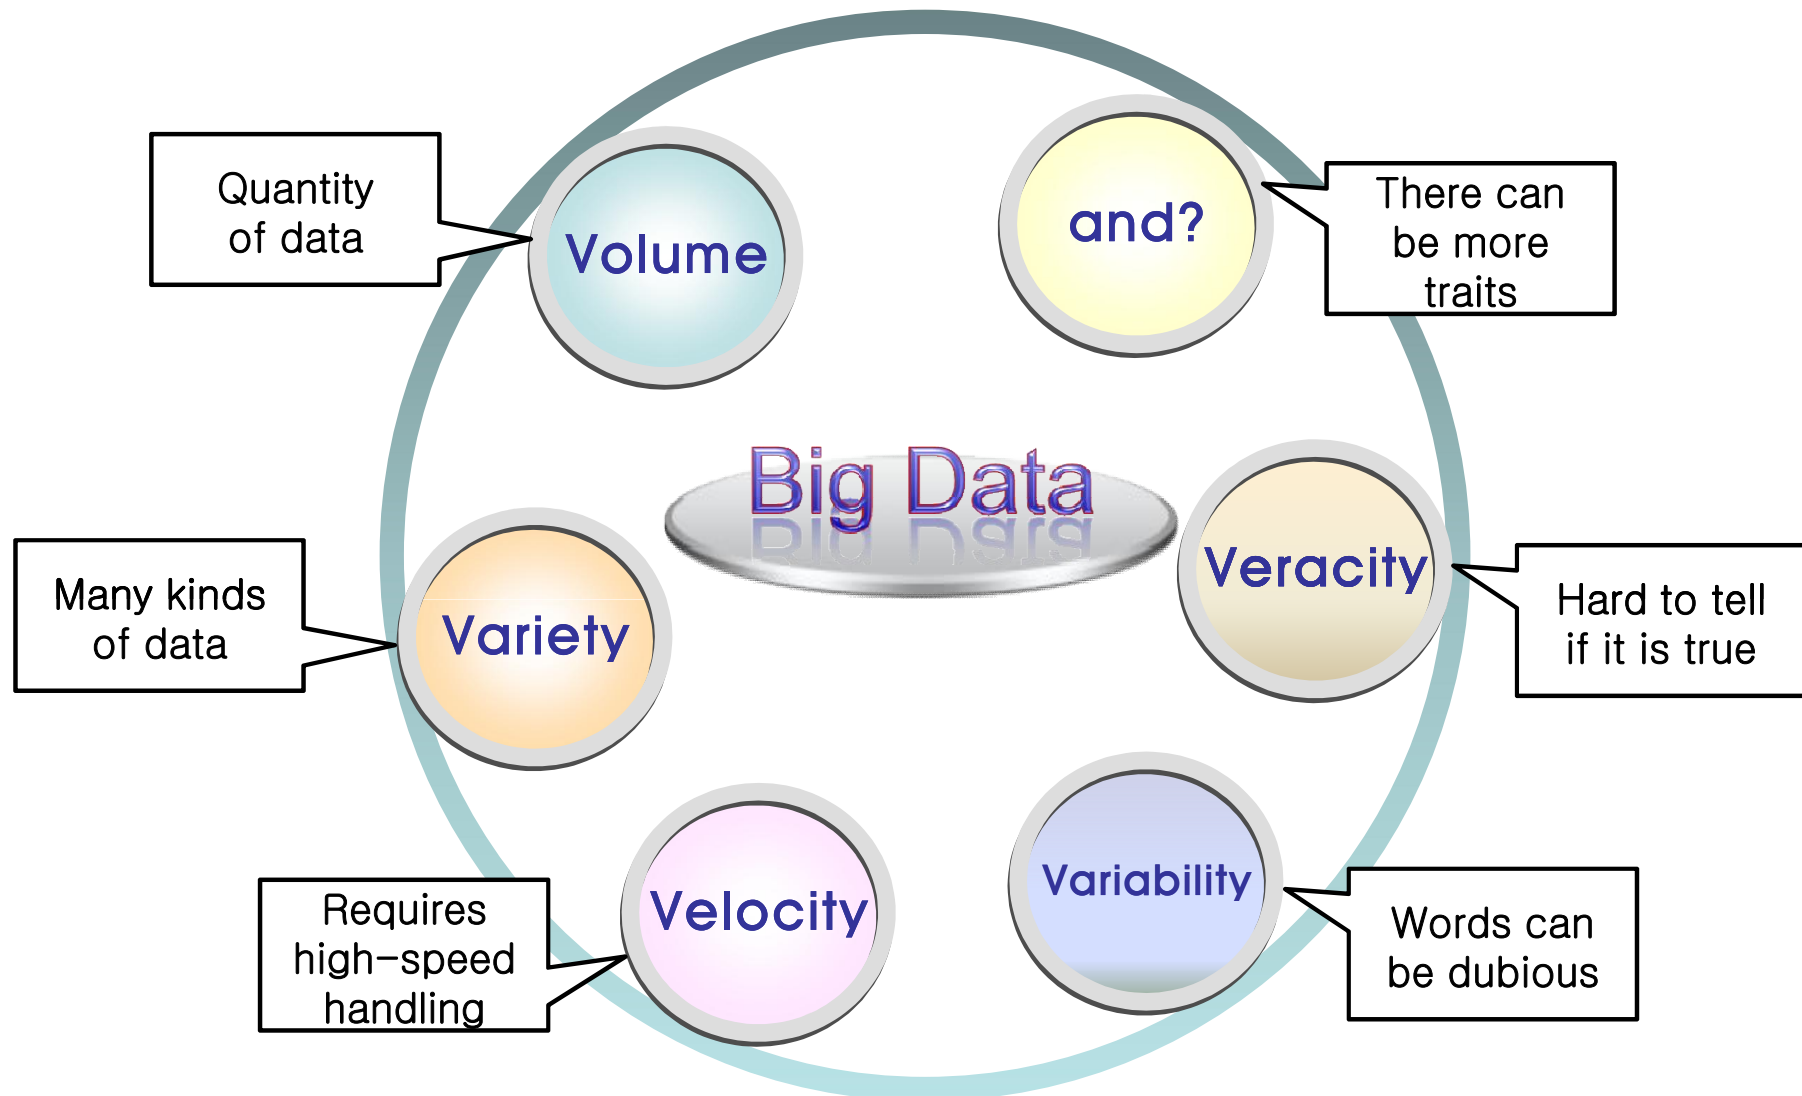 Quantity
of data
Volume
and?
There can
be more
traits
Big Data
Many kinds
of data
Variety
Veracity
Hard to tell
if it is true
Requires
high-speed
handling
Velocity
Variability
Words can
be dubious